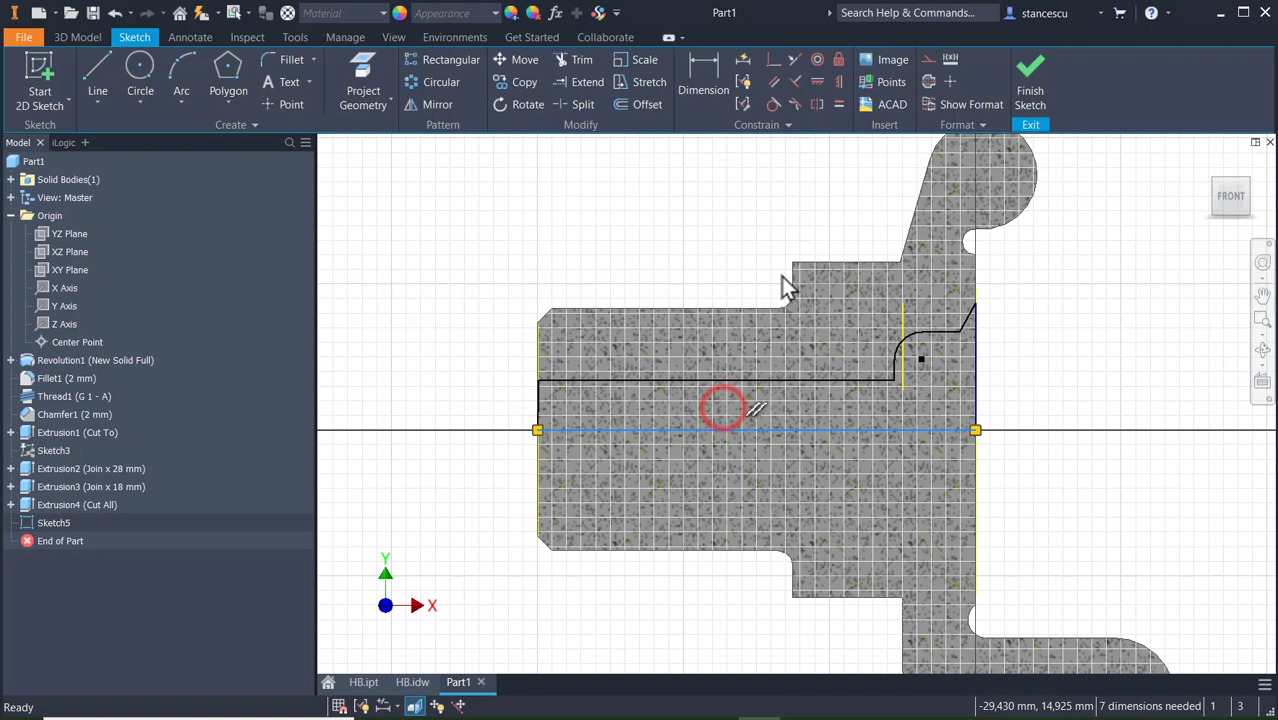 Material
Appearance
Part1
Search Help & Commands...
stancescu
File
3D Model
Sketch
Annotate
Inspect
Tools
Manage
View
Environments
Get Started
Collaborate
Start
2D Sketch
Line
Circle
Arc
Polygon
Fillet
Text
Point
Project
Geometry
Rectangular
Circular
Mirror
Move
Copy
Rotate
Trim
Extend
Split
Scale
Stretch
Offset
Dimension
Image
Points
ACAD
Show Format
Finish
Sketch
Sketch
Create
Pattern
Modify
Constrain
Insert
Format
Exit
Model
iLogic
Part1
Solid Bodies(1)
View: Master
Origin
YZ Plane
XZ Plane
XY Plane
X Axis
Y Axis
Z Axis
Center Point
Revolution1 (New Solid Full)
Fillet1 (2 mm)
Thread1 (G 1 - A)
Chamfer1 (2 mm)
Extrusion1 (Cut To)
Sketch3
Extrusion2 (Join x 28 mm)
Extrusion3 (Join x 18 mm)
Extrusion4 (Cut All)
Sketch5
End of Part
FRONT
Y
X
HB.ipt
HB.idw
Part1
Ready
-29,430 mm, 14,925 mm
7 dimensions needed
1
3